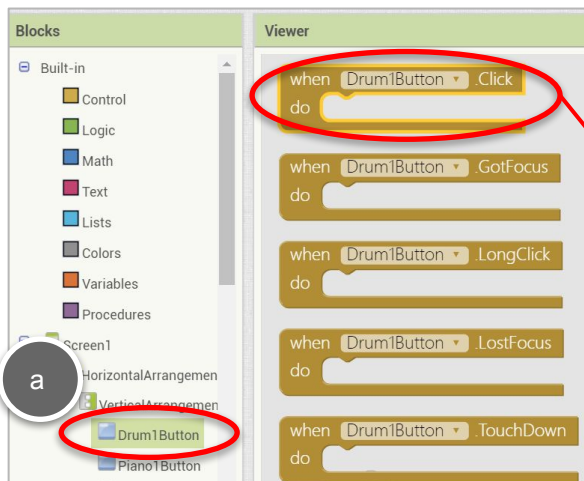 Blocks
Built-in
Control
Logic
Math
Text
Lists
Colors
Variables
Procedures
Screen1
HorizontalArrangemen
a
VerticalArrangemen
Drum1Button
Piano1Button
Viewer
when Drum1Button .Click
do
when Drum1Button .GotFocus
do
when Drum1Button .LongClick
do
when Drum1Button .LostFocus
do
when Drum1Button .TouchDown
do